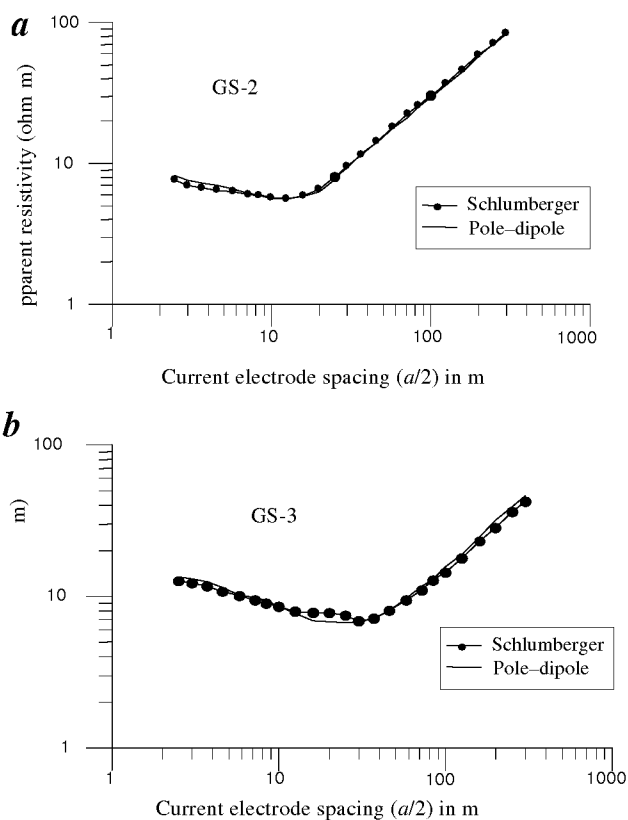 a
100
GS-2
pparent resistivity (ohm m)
10
Schlumberger
Pole–dipole
1
1 10 100 1000
Current electrode spacing (a/2) in m
b
100
m)
GS-3
10
Schlumberger
Pole–dipole
1
1 10 100 1000
Current electrode spacing (a/2) in m